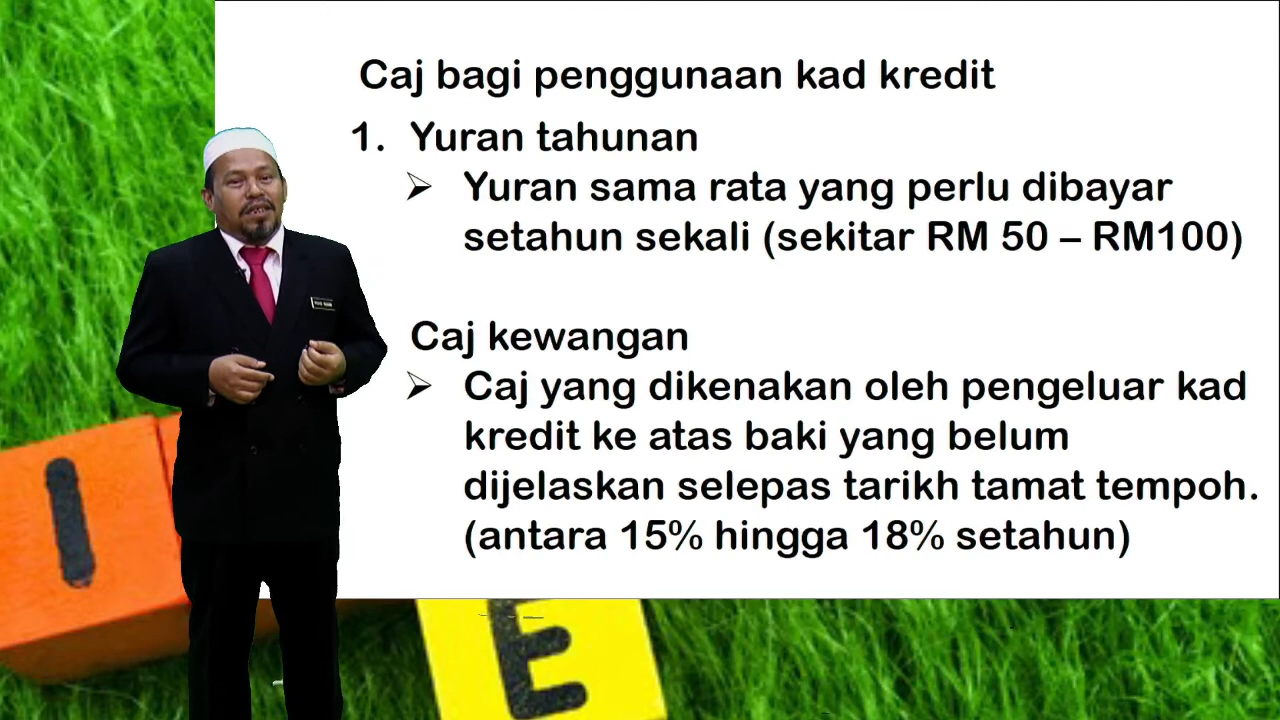 Caj bagi penggunaan kad kredit
1. Yuran tahunan
➢ Yuran sama rata yang perlu dibayar
setahun sekali (sekitar RM 50 – RM100)
Caj kewangan
➢ Caj yang dikenakan oleh pengeluar kad
kredit ke atas baki yang belum
dijelaskan selepas tarikh tamat tempoh.
(antara 15% hingga 18% setahun)
I
E